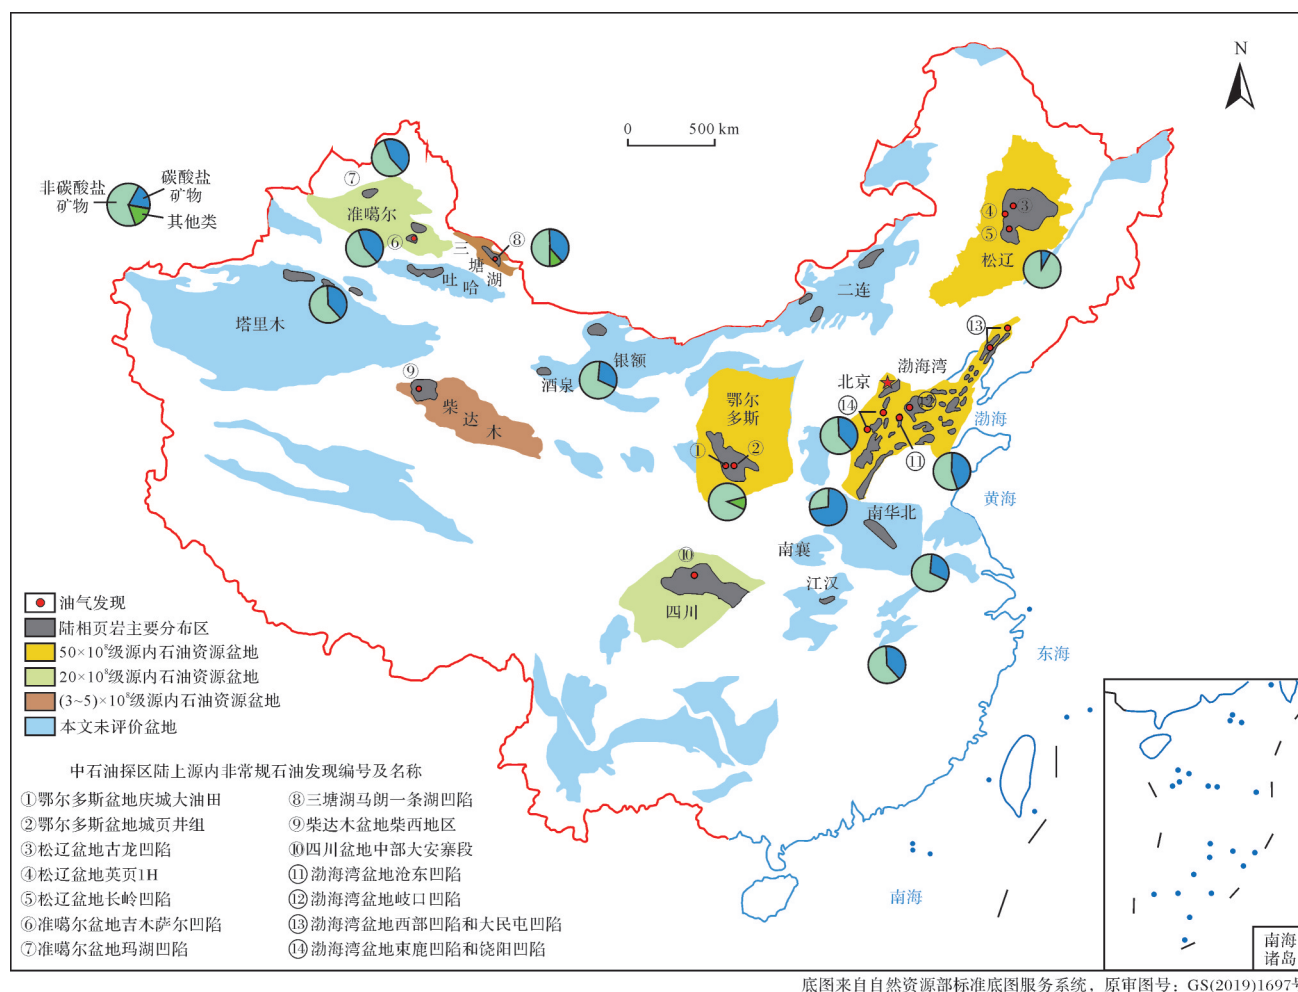 N
0 500 km
非碳酸盐
矿物
碳酸盐
矿物
其他类
⑦
准噶尔
⑥
三塘湖
⑧
吐哈
塔里木
③
④
⑤
松辽
二连
⑬
渤海湾
银额
酒泉
⑨
柴达木
鄂尔
多斯
北京
⑫
⑭
渤海
⑪
①
②
黄海
南华北
南襄
⑩
江汉
四川
东海
南海
油气发现
陆相页岩主要分布区
50×10⁸级源内石油资源盆地
20×10⁸级源内石油资源盆地
(3~5)×10⁸级源内石油资源盆地
本文未评价盆地
中石油探区陆上源内非常规石油发现编号及名称
①鄂尔多斯盆地庆城大油田
②鄂尔多斯盆地城页井组
③松辽盆地古龙凹陷
④松辽盆地英页1H
⑤松辽盆地长岭凹陷
⑥准噶尔盆地吉木萨尔凹陷
⑦准噶尔盆地玛湖凹陷
⑧三塘湖马朗一条湖凹陷
⑨柴达木盆地柴西地区
⑩四川盆地中部大安寨段
⑪渤海湾盆地沧东凹陷
⑫渤海湾盆地岐口凹陷
⑬渤海湾盆地西部凹陷和大民屯凹陷
⑭渤海湾盆地束鹿凹陷和饶阳凹陷
南海
诸岛
底图来自自然资源部标准底图服务系统，原审图号：GS(2019)1697号